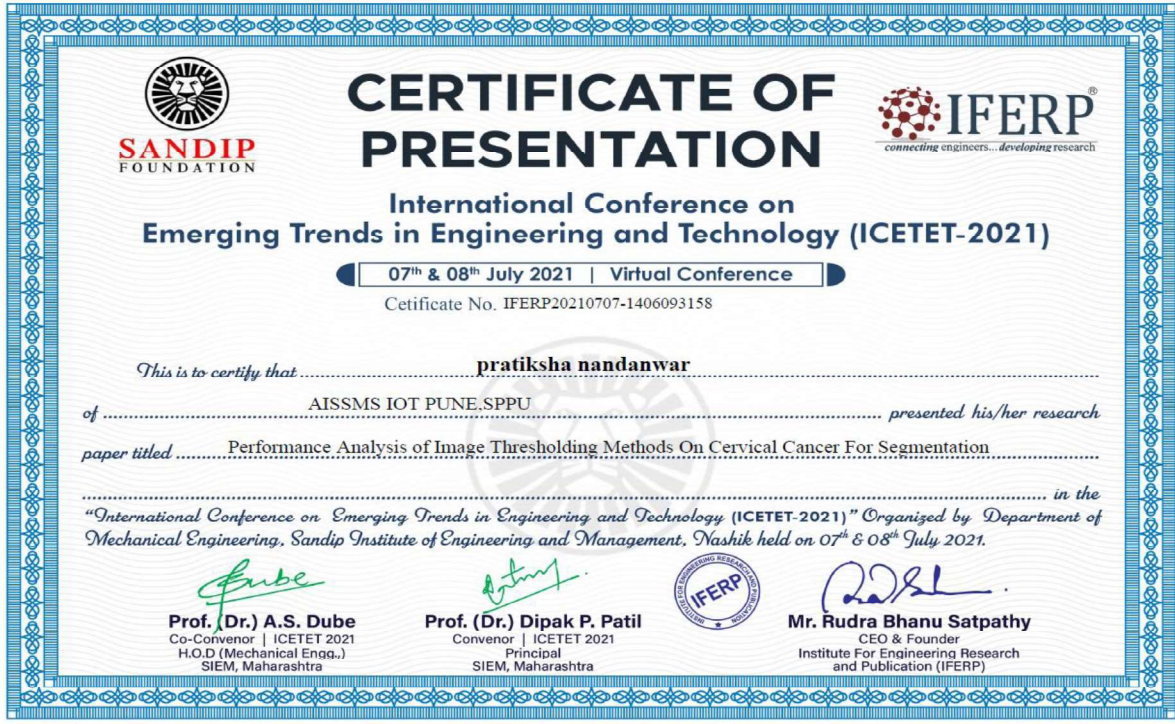 SANDIP
FOUNDATION
CERTIFICATE OF
PRESENTATION
IFERP®
connecting engineers... developing research
International Conference on
Emerging Trends in Engineering and Technology (ICETET-2021)
07th & 08th July 2021 | Virtual Conference
Cetificate No. IFERP20210707-1406093158
This is to certify that pratiksha nandanwar
of AISSMS IOT PUNE,SPPU presented his/her research
paper titled Performance Analysis of Image Thresholding Methods On Cervical Cancer For Segmentation
in the
"International Conference on Emerging Trends in Engineering and Technology (ICETET-2021)" Organized by Department of
Mechanical Engineering, Sandip Institute of Engineering and Management, Nashik held on 07th & 08th July 2021.
Prof. (Dr.) A.S. Dube
Co-Convenor | ICETET 2021
H.O.D (Mechanical Engg.,)
SIEM, Maharashtra
Prof. (Dr.) Dipak P. Patil
Convenor | ICETET 2021
Principal
SIEM, Maharashtra
INSTITUTE FOR ENGINEERING RESEARCH AND PUBLICATION
IFERP
Mr. Rudra Bhanu Satpathy
CEO & Founder
Institute For Engineering Research
and Publication (IFERP)